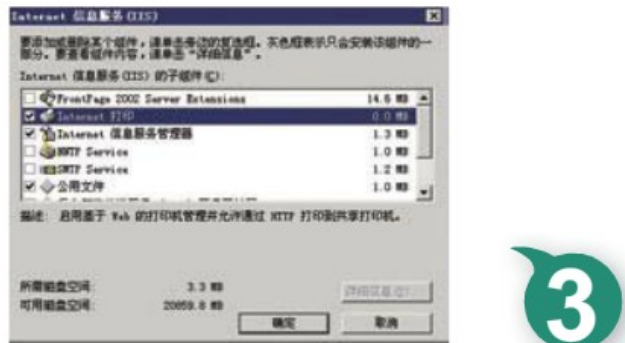 Internet 信息服务(IIS)
要添加或删除某个组件，请单击旁边的复选框。灰色框表示只会安装该组件的一
部分。要查看组件内容，请单击“详细信息”。
Internet 信息服务(IIS) 的子组件(C):
FrontPage 2002 Server Extensions 14.6 MB
Internet 打印 0.0 MB
Internet 信息服务管理器 1.3 MB
NNTP Service 1.0 MB
SMTP Service 1.2 MB
公用文件 1.0 MB
描述: 启用基于 Web 的打印机管理并允许通过 HTTP 打印到共享打印机。
所需磁盘空间: 3.3 MB
可用磁盘空间: 20859.8 MB
详细信息(D)
确定
取消
3